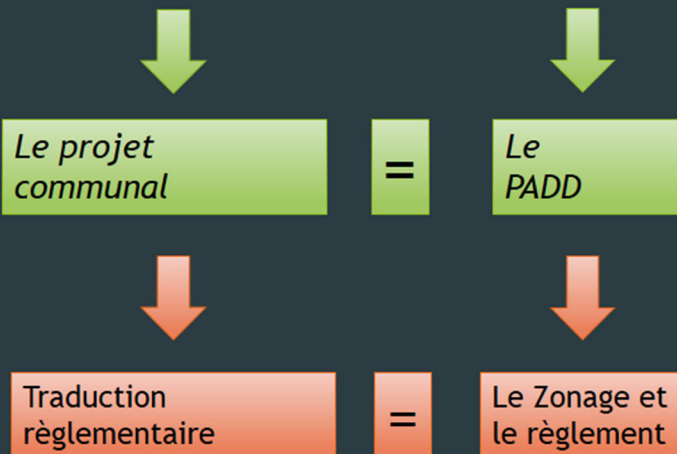 Le projet
communal
=
Le
PADD
Traduction
règlementaire
=
Le Zonage et
le règlement